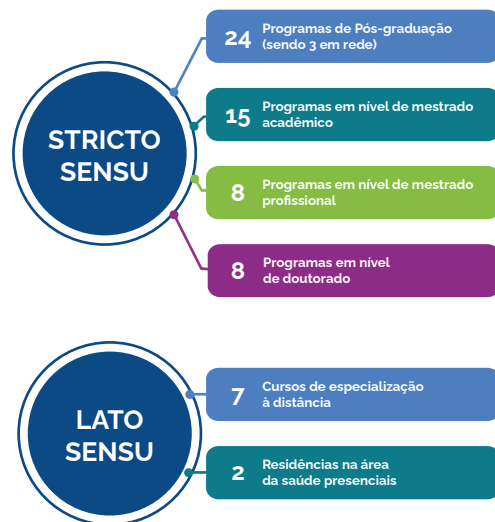 STRICTO
SENSU
24
Programas de Pós-graduação
(sendo 3 em rede)
15
Programas em nível de mestrado
acadêmico
8
Programas em nível de mestrado
profissional
8
Programas em nível
de doutorado
LATO
SENSU
7
Cursos de especialização
à distância
2
Residências na área
da saúde presenciais